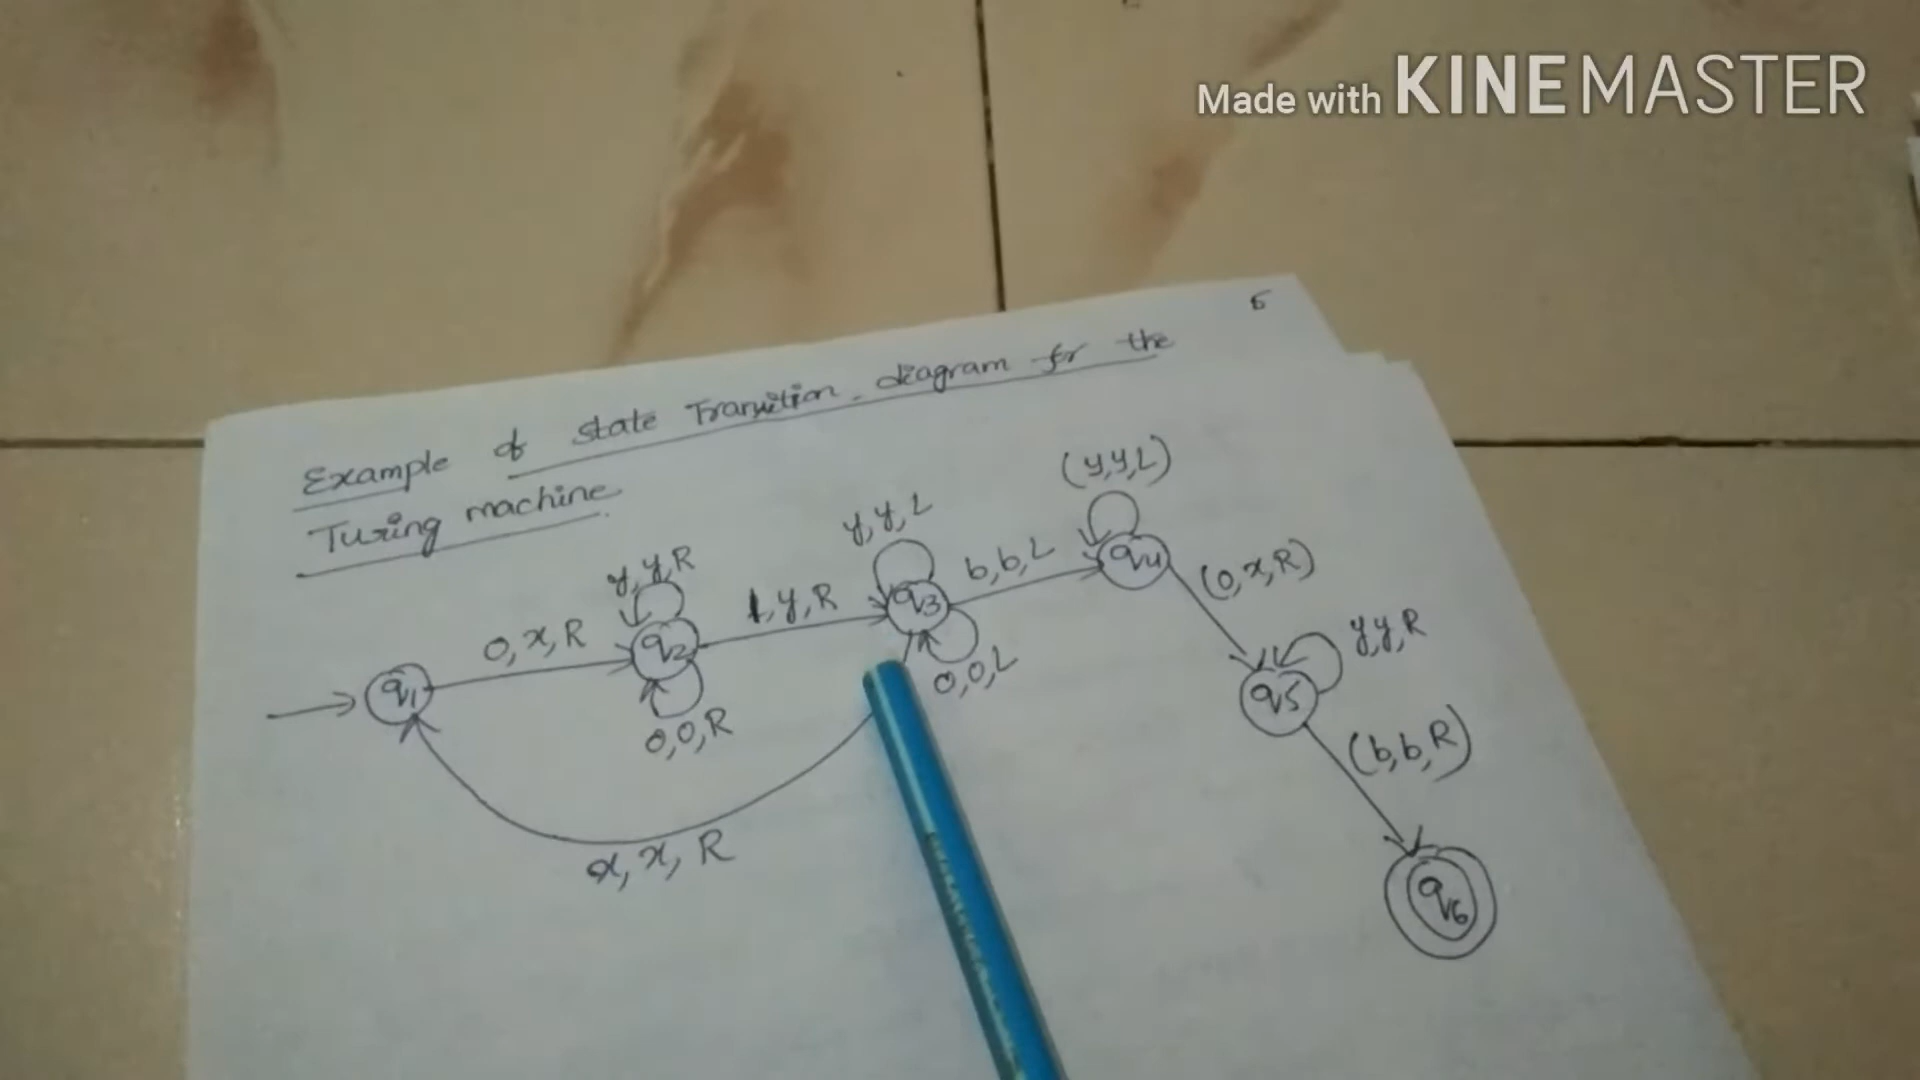 Made with KINEMASTER
6
Example of state Transition diagram for the
Turing machine.
(y,y,L)
y,y,L
y,y,R
b,b,L
q4
(0,x,R)
1,y,R
q3
0,x,R
q2
y,y,R
0,0,L
q1
q5
0,0,R
(b,b,R)
x, x, R
q6